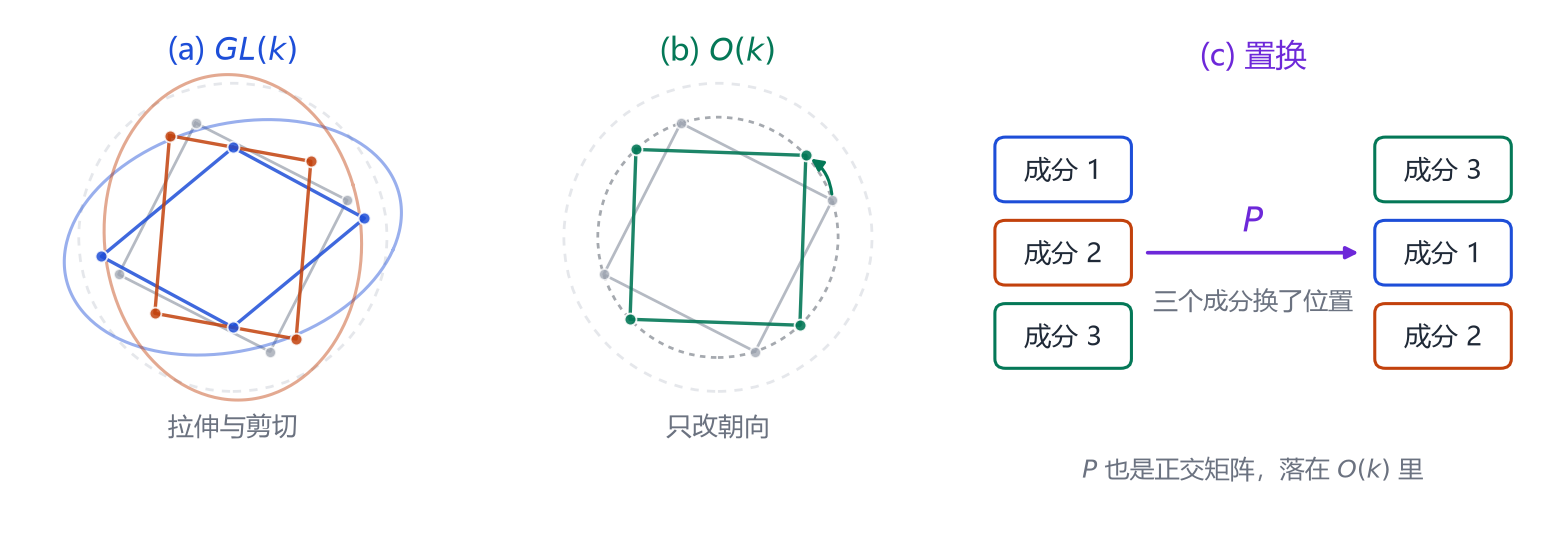 (a) GL(k)
(b) O(k)
(c) 置换
成分 1
成分 2
成分 3
P
三个成分换了位置
成分 3
成分 1
成分 2
拉伸与剪切
只改朝向
P 也是正交矩阵，落在 O(k) 里